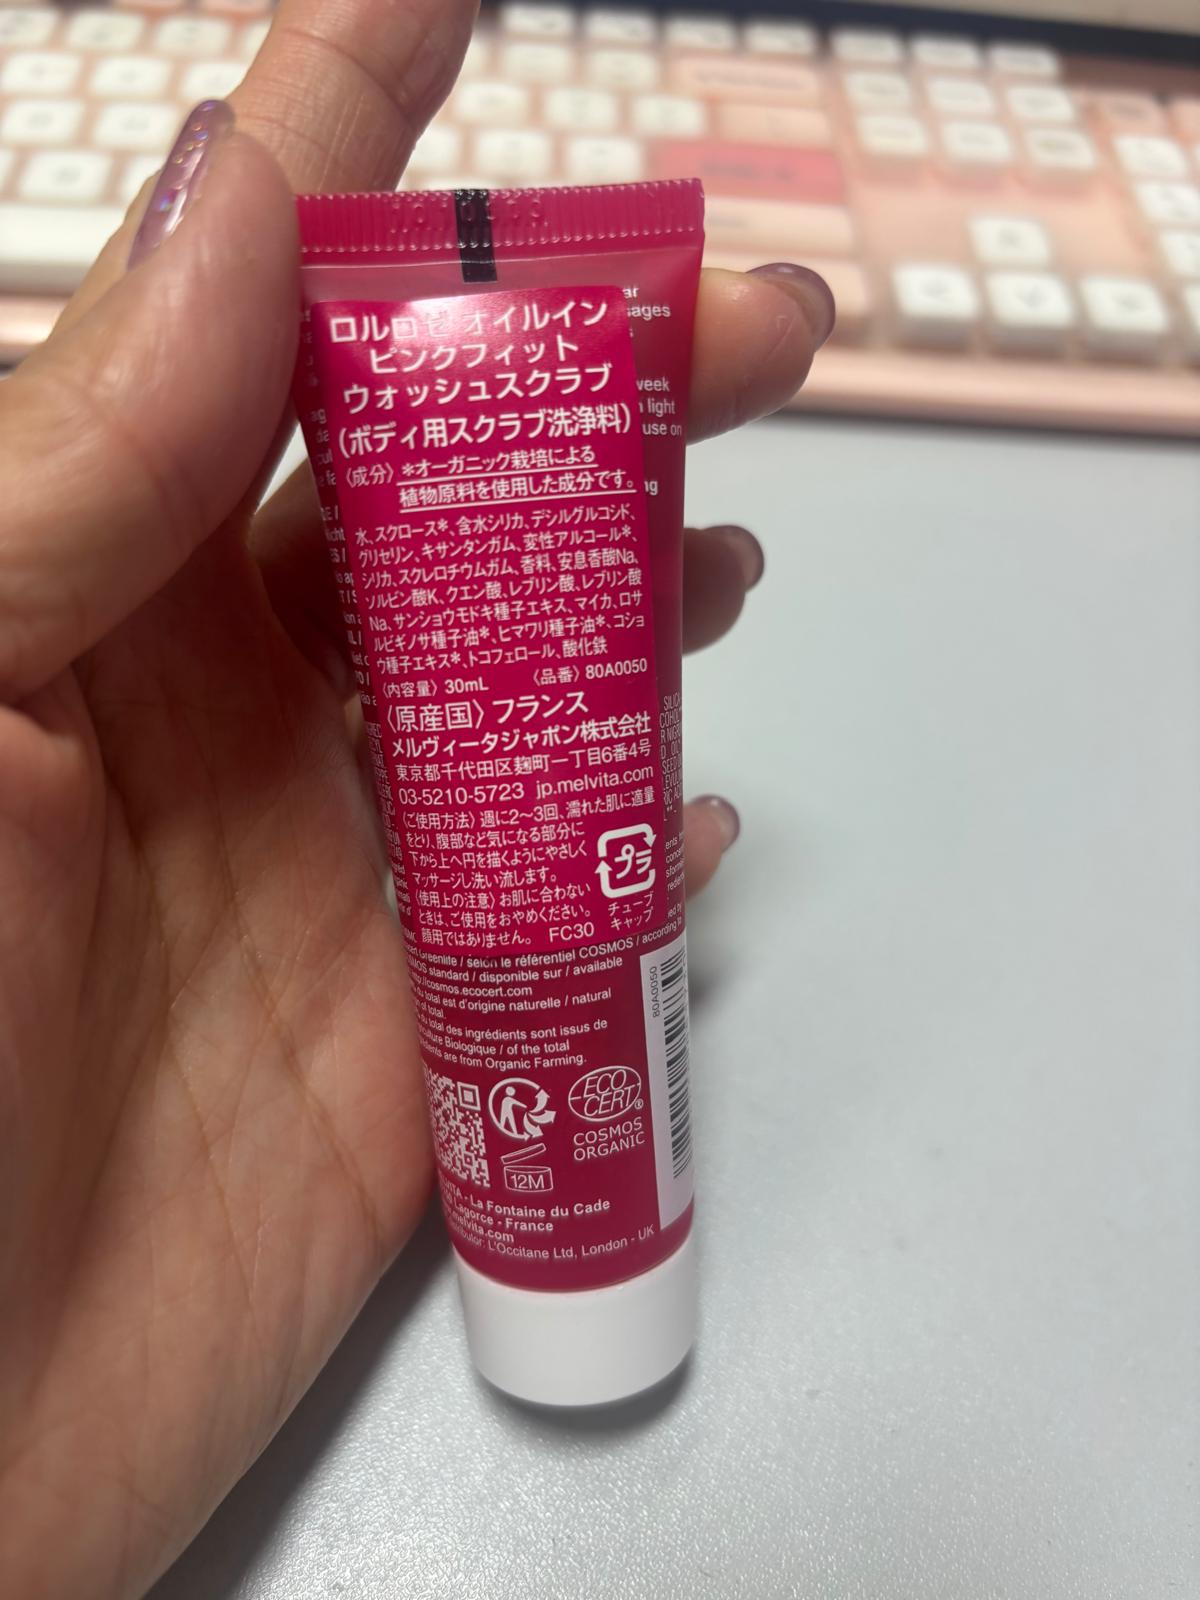 ロルロゼ オイルイン
ピンクフィット
ウォッシュスクラブ
(ボディ用スクラブ洗浄料)
〈成分〉*オーガニック栽培による
植物原料を使用した成分です。
水、スクロース*、含水シリカ、デシルグルコシド、
グリセリン、キサンタンガム、変性アルコール*、
シリカ、スクレロチウムガム、香料、安息香酸Na、
ソルビン酸K、クエン酸、レブリン酸、レブリン酸
Na、サンショウモドキ種子エキス、マイカ、ロサ
ルビギノサ種子油*、ヒマワリ種子油*、コショ
ウ種子エキス*、トコフェロール、酸化鉄
〈内容量〉30mL 〈品番〉80A0050
〈原産国〉フランス
メルヴィータジャポン株式会社
東京都千代田区麹町一丁目6番4号
03-5210-5723 jp.melvita.com
〈ご使用方法〉週に2〜3回、濡れた肌に適量
をとり、腹部など気になる部分に
下から上へ円を描くようにやさしく
マッサージし洗い流します。
〈使用上の注意〉お肌に合わない
ときは、ご使用をおやめください。
顔用ではありません。 FC30
プラ
チューブ
キャップ
week
light
use on
Greenlife / selon le référentiel COSMOS / according to
standard / disponible sur / available
http://cosmos.ecocert.com
du total est d'origine naturelle / natural
of total.
du total des ingrédients sont issus de
Biologique / of the total
are from Organic Farming.
80A0050
ECO
CERT®
COSMOS
ORGANIC
12M
- La Fontaine du Cade
Lagorce - France
melvita.com
L'Occitane Ltd, London - UK